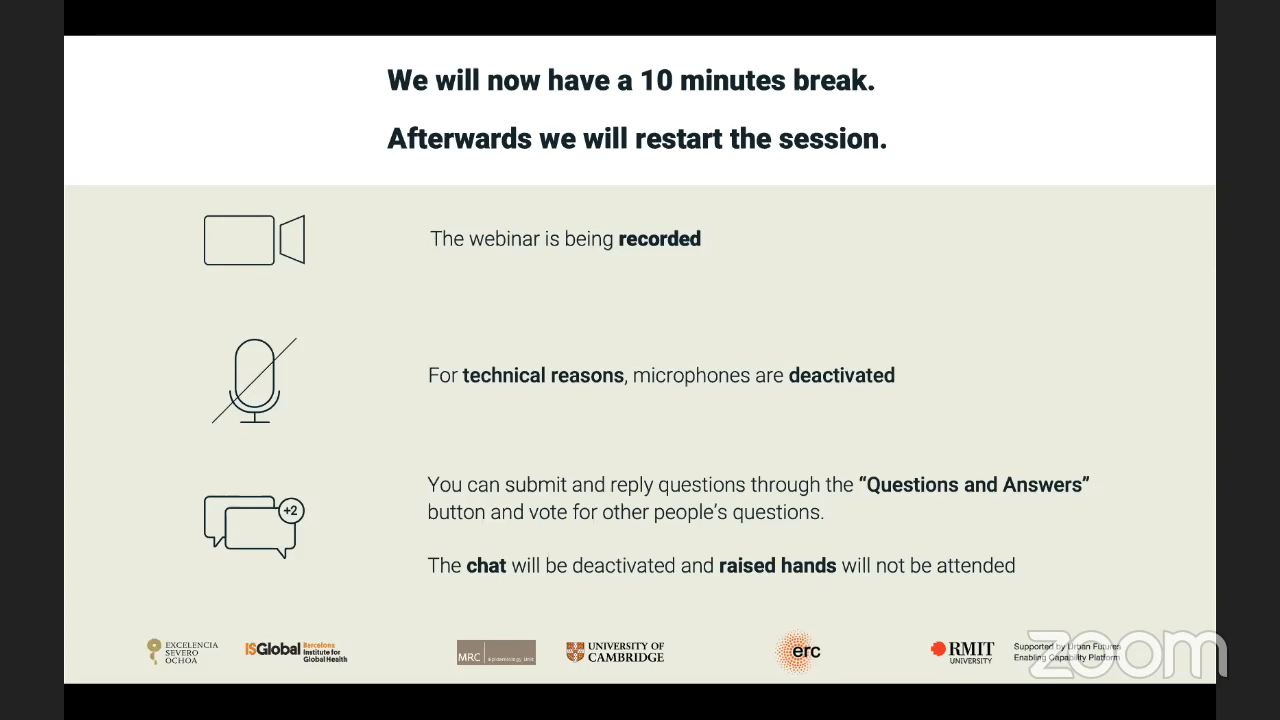 We will now have a 10 minutes break.
Afterwards we will restart the session.
The webinar is being recorded
For technical reasons, microphones are deactivated
+2
You can submit and reply questions through the “Questions and Answers”
button and vote for other people’s questions.
The chat will be deactivated and raised hands will not be attended
EXCELENCIA
SEVERO
OCHOA
ISGlobal Barcelona
Institute for
Global Health
MRC Epidemiology Unit
UNIVERSITY OF
CAMBRIDGE
erc
RMIT
UNIVERSITY
Supported by Urban Futures
Enabling Capability Platform
zoom